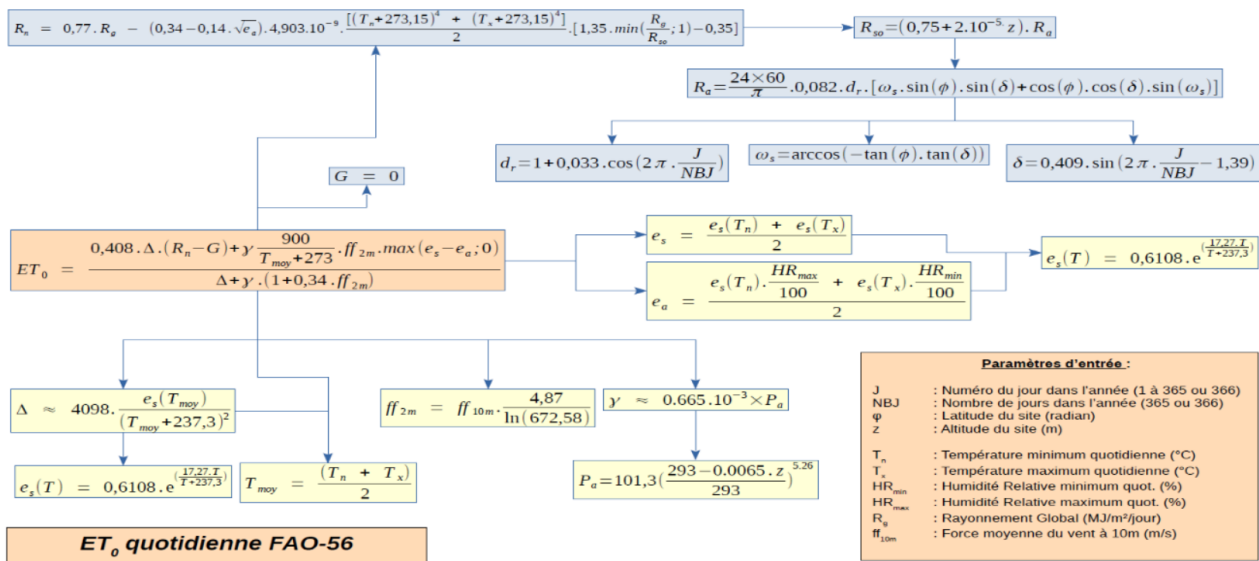 R_n = 0,77.R_g − (0,34−0,14.√e_a).4,903.10^−9.([(T_n+273,15)^4 + (T_x+273,15)^4]/2).[1,35.min(R_g/R_so;1)−0,35]
R_so=(0,75+2.10^−5.z).R_a
R_a=(24×60/π).0,082.d_r.[ω_s.sin(ϕ).sin(δ)+cos(ϕ).cos(δ).sin(ω_s)]
d_r=1+0,033.cos(2π.J/NBJ)
ω_s=arccos(−tan(ϕ).tan(δ))
δ=0,409.sin(2π.J/NBJ−1,39)
G = 0
ET_0 = (0,408.Δ.(R_n−G)+γ 900/(T_moy+273).ff_2m.max(e_s−e_a;0))/(Δ+γ.(1+0,34.ff_2m))
e_s = (e_s(T_n) + e_s(T_x))/2
e_a = (e_s(T_n).HR_max/100 + e_s(T_x).HR_min/100)/2
e_s(T) = 0,6108.e^(17,27.T/(T+237,3))
Δ ≈ 4098.e_s(T_moy)/(T_moy+237,3)^2
ff_2m = ff_10m.4,87/ln(672,58)
γ ≈ 0.665.10^−3×P_a
e_s(T) = 0,6108.e^(17,27.T/(T+237,3))
T_moy = (T_n + T_x)/2
P_a=101,3((293−0.0065.z)/293)^5.26
ET_0 quotidienne FAO-56
Paramètres d'entrée :
J : Numéro du jour dans l'année (1 à 365 ou 366)
NBJ : Nombre de jours dans l'année (365 ou 366)
φ : Latitude du site (radian)
z : Altitude du site (m)
T_n : Température minimum quotidienne (°C)
: Température maximum quotidienne (°C)
HR_min : Humidité Relative minimum quot. (%)
HR_max : Humidité Relative maximum quot. (%)
R_g : Rayonnement Global (MJ/m²/jour)
ff_10m : Force moyenne du vent à 10m (m/s)